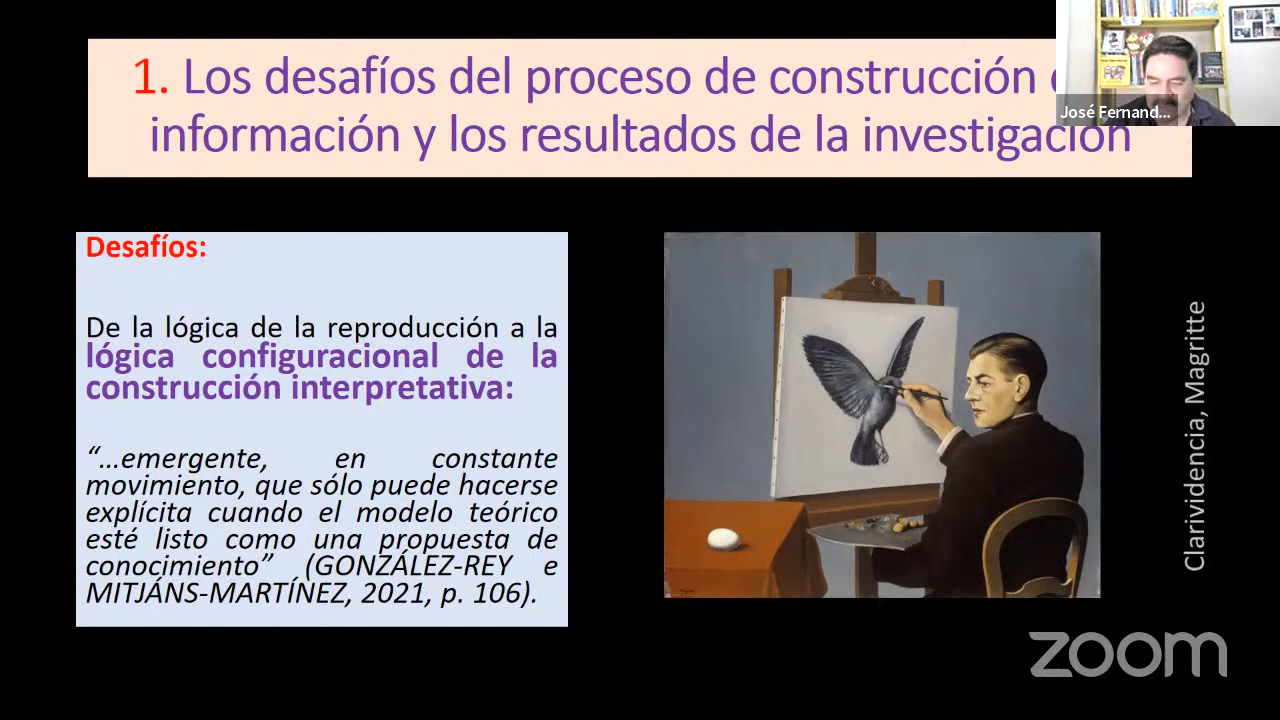 1. Los desafíos del proceso de construcción
información y los resultados de la investigación
José Fernand...
Desafíos:
De la lógica de la reproducción a la
lógica configuracional de la
construcción interpretativa:
“...emergente, en constante
movimiento, que sólo puede hacerse
explícita cuando el modelo teórico
esté listo como una propuesta de
conocimiento” (GONZÁLEZ-REY e
MITJÁNS-MARTÍNEZ, 2021, p. 106).
Clarividencia, Magritte
zoom